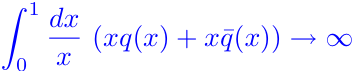 ∫₀¹ dx/x (xq(x) + xq̄(x)) → ∞